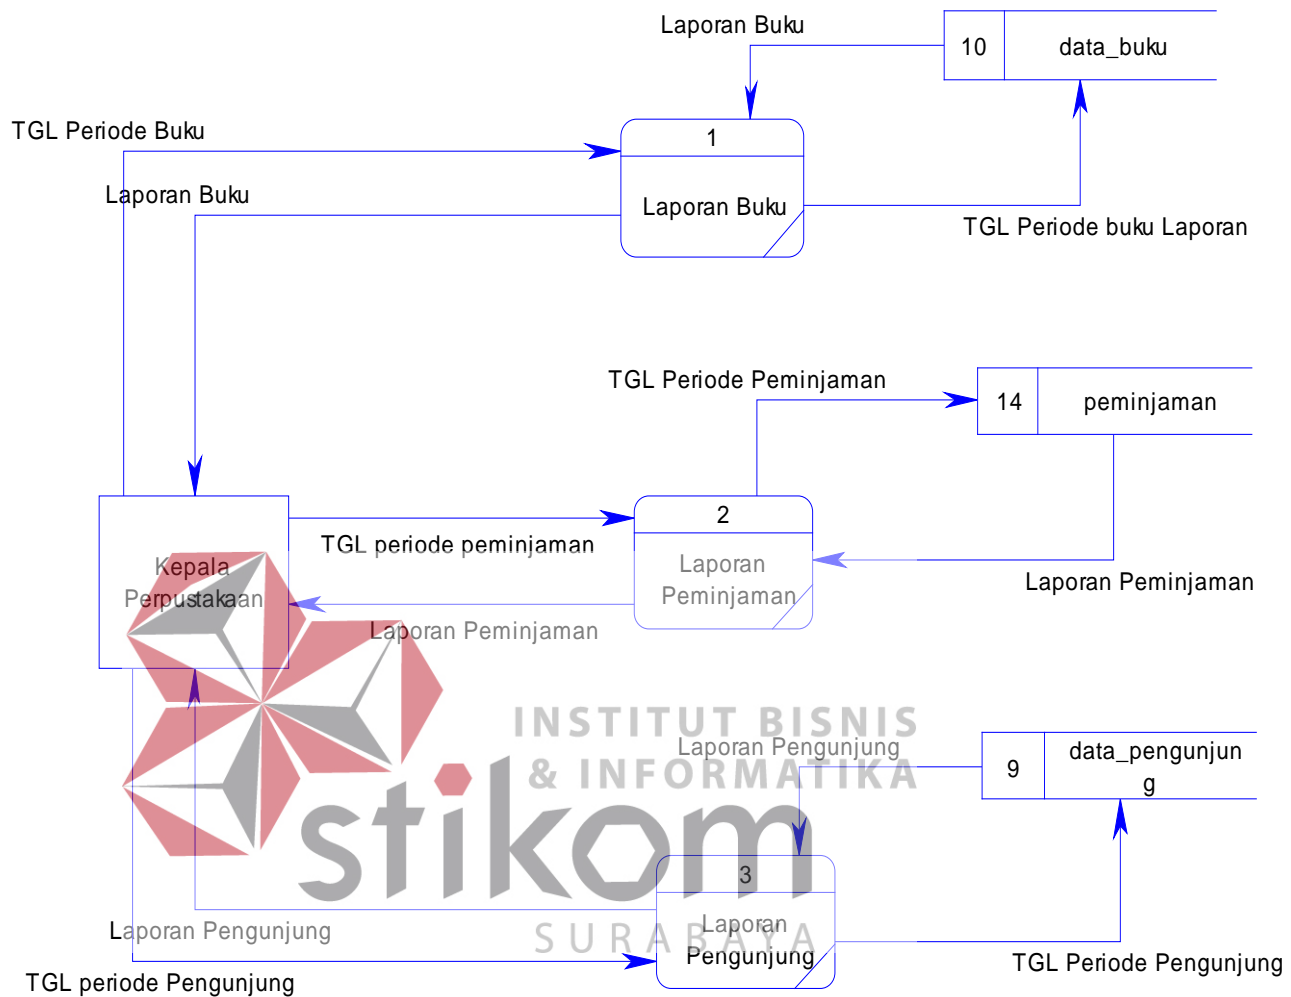 Laporan Buku
10
data_buku
TGL Periode Buku
1
Laporan Buku
Laporan Buku
TGL Periode buku Laporan
TGL Periode Peminjaman
14
peminjaman
2
TGL periode peminjaman
Laporan
Peminjaman
Kepala
Perpustakaan
Laporan Peminjaman
Laporan Peminjaman
INSTITUT BISNIS
& INFORMATIKA
stikom
SURABAYA
Laporan Pengunjung
9
data_pengunjun
g
3
Laporan
Pengunjung
Laporan Pengunjung
TGL Periode Pengunjung
TGL periode Pengunjung